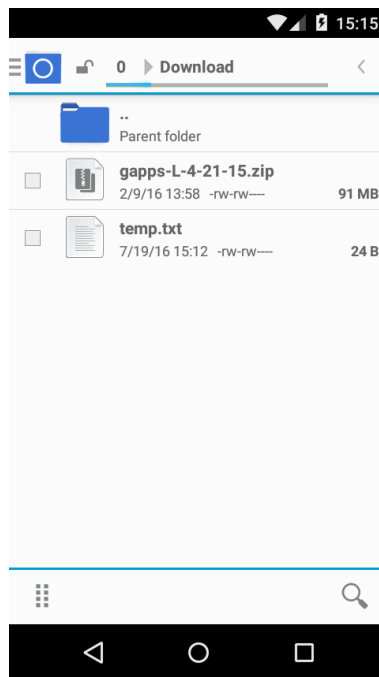 15:15
0 Download
..
Parent folder
gapps-L-4-21-15.zip
2/9/16 13:58 -rw-rw---- 91 MB
temp.txt
7/19/16 15:12 -rw-rw---- 24 B